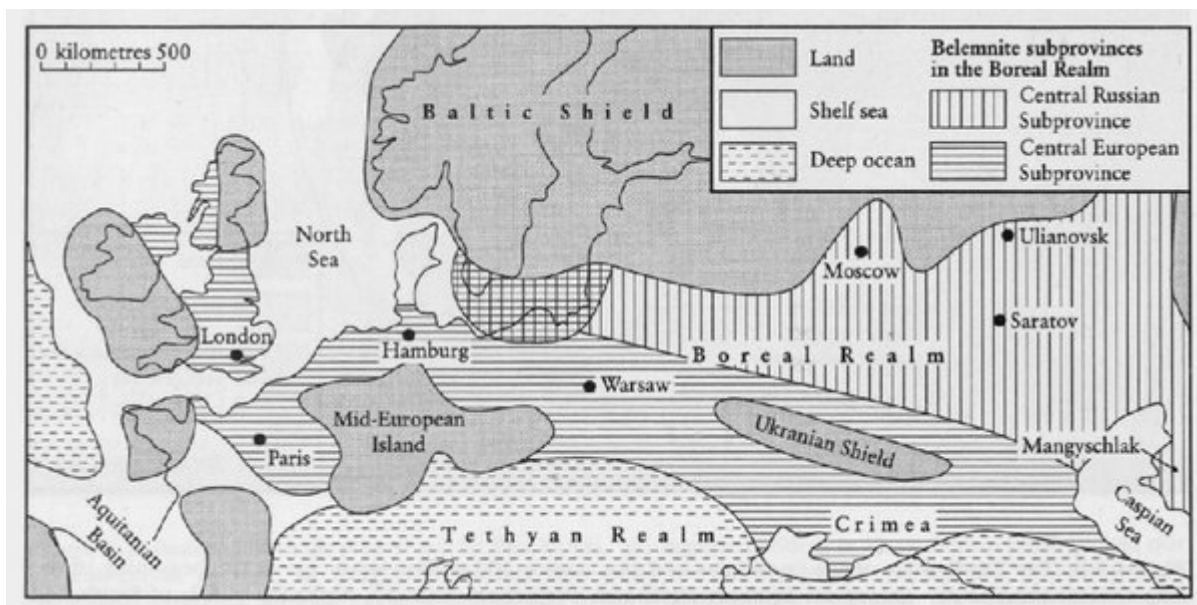 0 kilometres 500
Baltic Shield
Land
Shelf sea
Deep ocean
Belemnite subprovinces
in the Boreal Realm
Central Russian
Subprovince
Central European
Subprovince
North
Sea
Moscow
Ulianovsk
Saratov
London
Hamburg
Boreal Realm
Warsaw
Mid-European
Island
Paris
Ukranian Shield
Mangyschlak
Aquitanian
Basin
Tethyan Realm
Crimea
Caspian
Sea